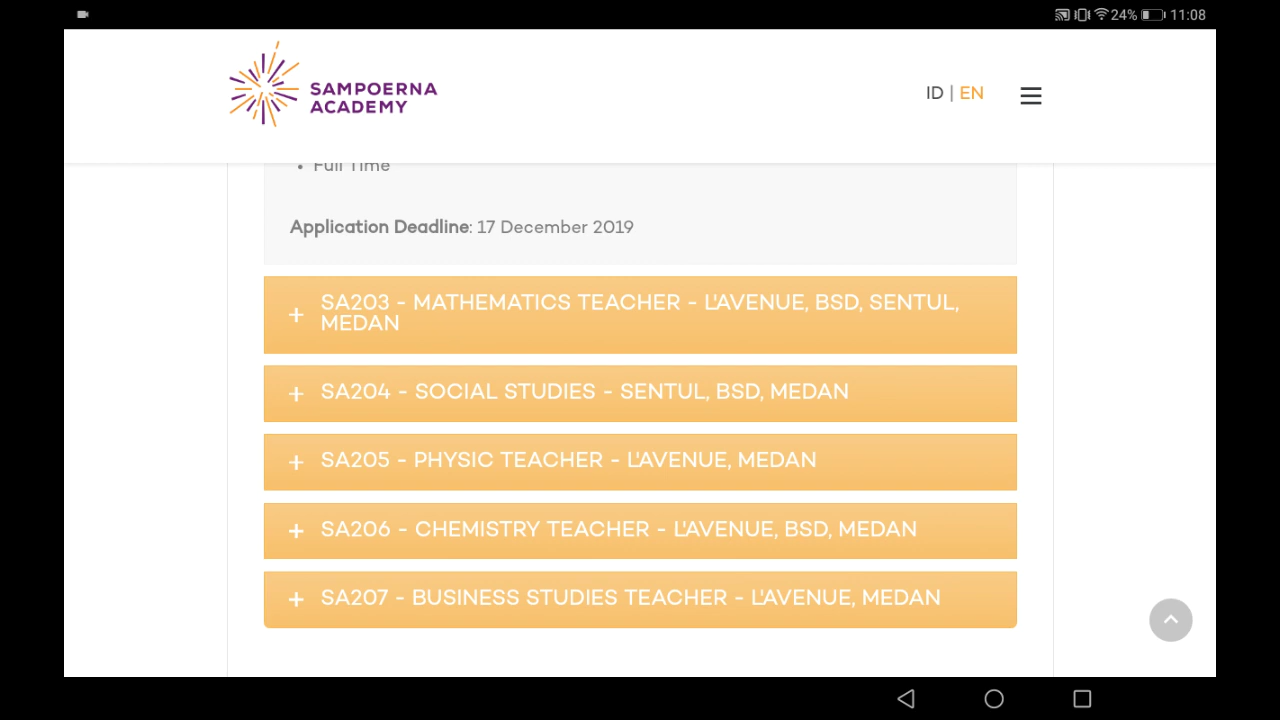 24% 11:08
SAMPOERNA
ACADEMY
ID | EN
• Full Time
Application Deadline: 17 December 2019
+ SA203 - MATHEMATICS TEACHER - L'AVENUE, BSD, SENTUL,
MEDAN
+ SA204 - SOCIAL STUDIES - SENTUL, BSD, MEDAN
+ SA205 - PHYSIC TEACHER - L'AVENUE, MEDAN
+ SA206 - CHEMISTRY TEACHER - L'AVENUE, BSD, MEDAN
+ SA207 - BUSINESS STUDIES TEACHER - L'AVENUE, MEDAN